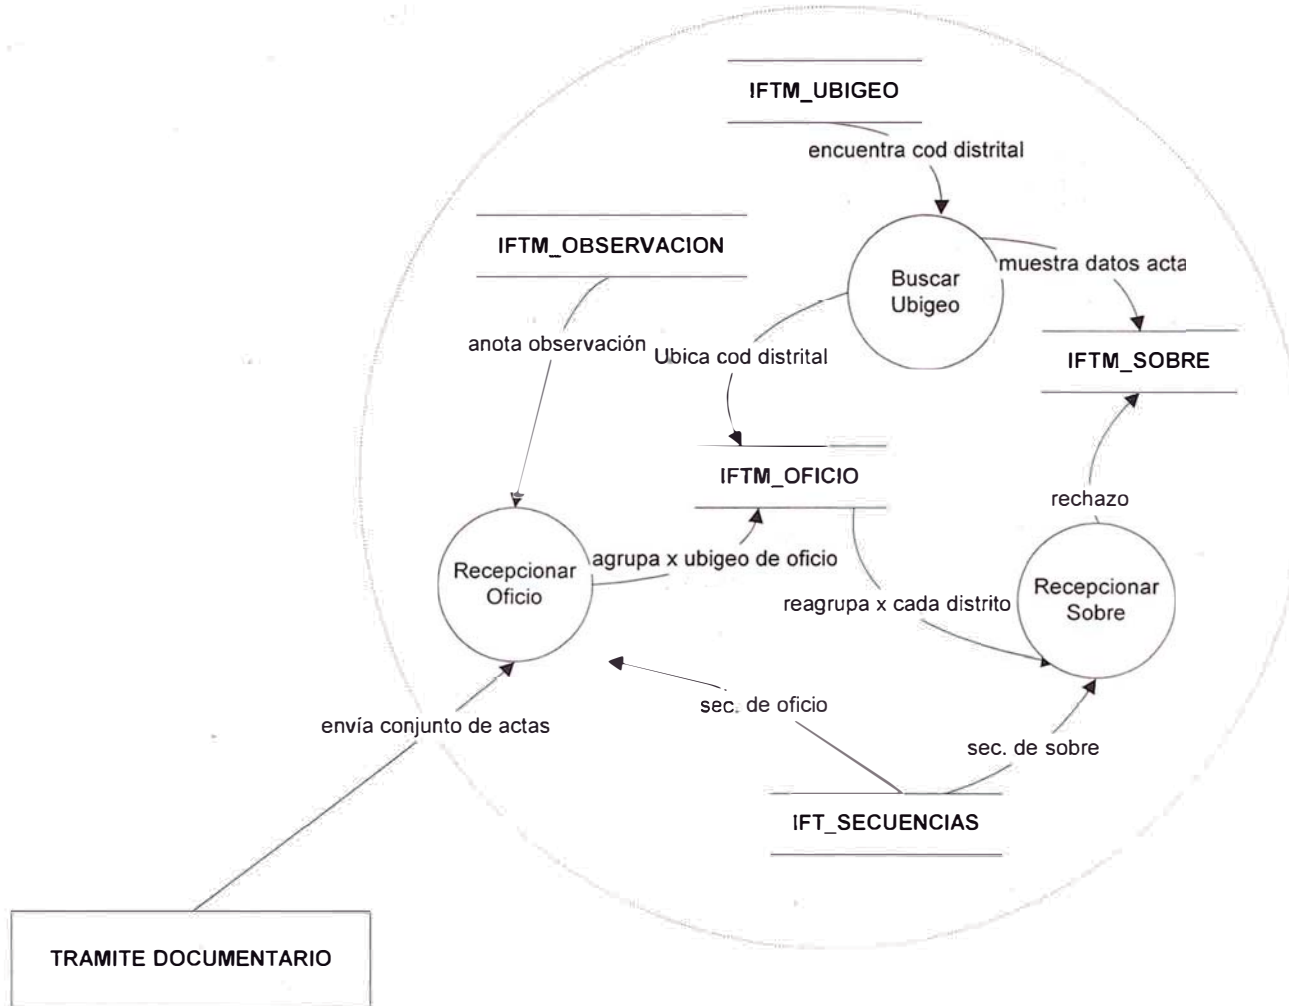 IFTM_UBIGEO
encuentra cod distrital
IFTM_OBSERVACION
muestra datos acta
Buscar
Ubigeo
anota observación
Ubica cod distrital
IFTM_SOBRE
IFTM_OFICIO
rechazo
agrupa x ubigeo de oficio
Recepcionar
Oficio
reagrupa x cada distrito
Recepcionar
Sobre
sec. de oficio
envía conjunto de actas
sec. de sobre
IFT_SECUENCIAS
TRAMITE DOCUMENTARIO